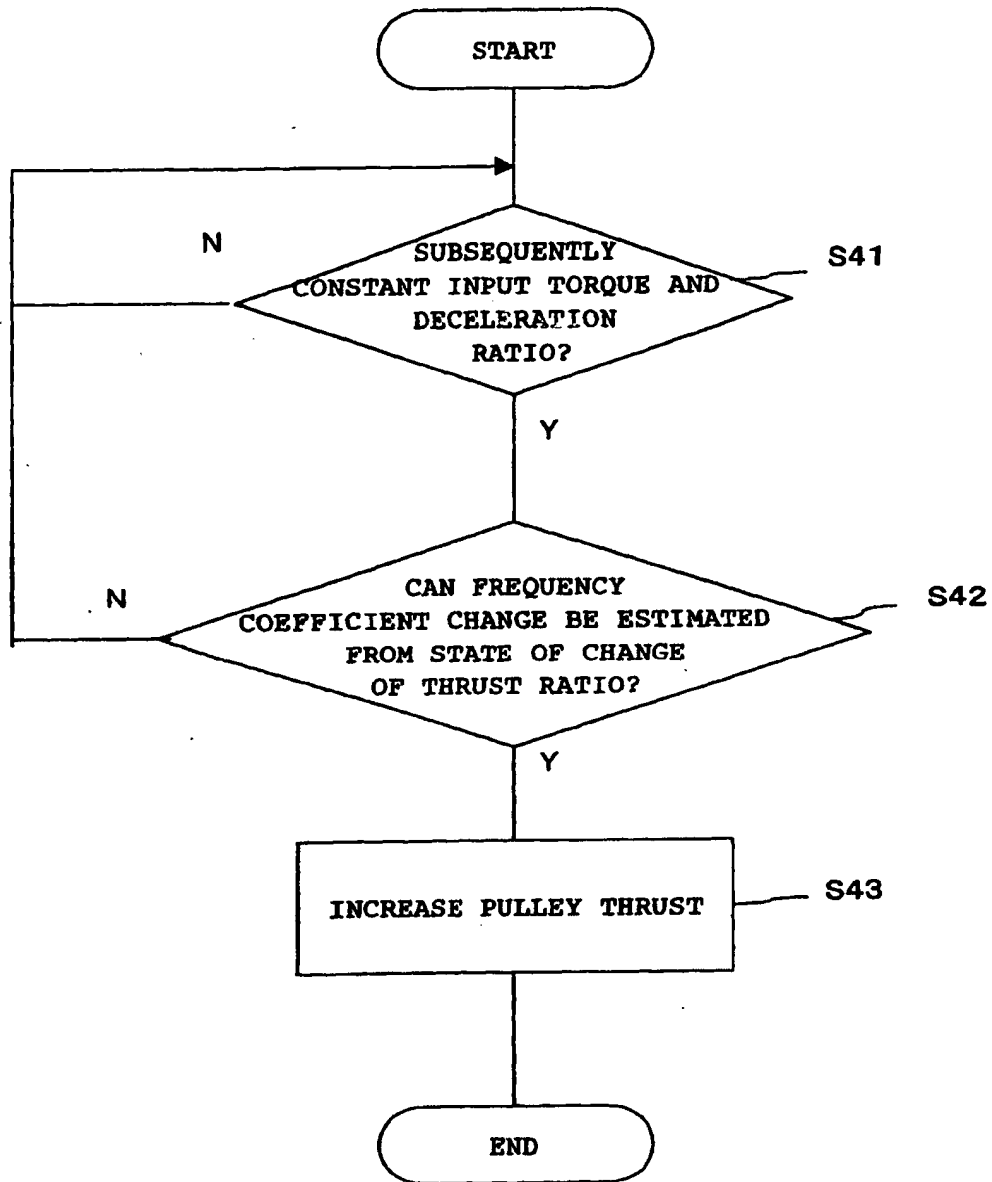 START
N
SUBSEQUENTLY
CONSTANT INPUT TORQUE AND
DECELERATION
RATIO?
S41
Y
N
CAN FREQUENCY
COEFFICIENT CHANGE BE ESTIMATED
FROM STATE OF CHANGE
OF THRUST RATIO?
S42
Y
INCREASE PULLEY THRUST
S43
END